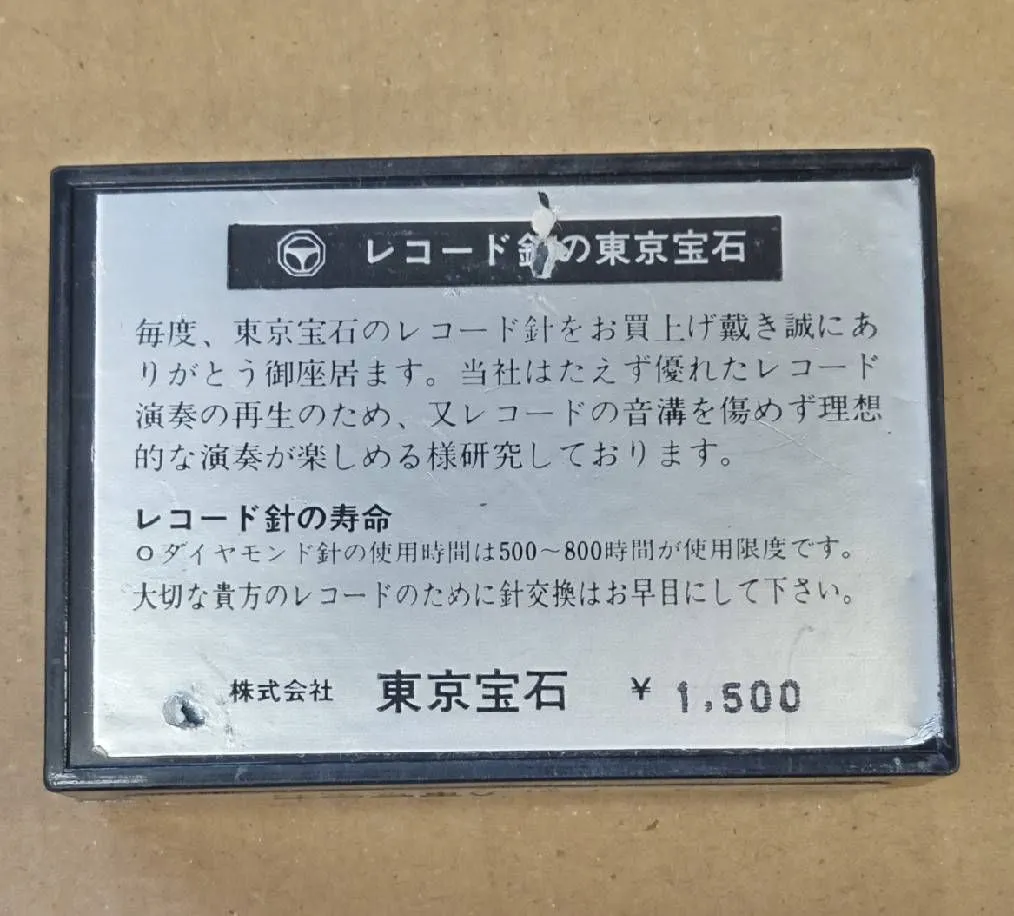 レコード針の東京宝石
毎度、東京宝石のレコード針をお買上げ戴き誠にあ
りがとう御座居ます。当社はたえず優れたレコード
演奏の再生のため、又レコードの音溝を傷めず理想
的な演奏が楽しめる様研究しております。
レコード針の寿命
○ダイヤモンド針の使用時間は500～800時間が使用限度です。
大切な貴方のレコードのために針交換はお早目にして下さい。
株式会社 東京宝石 ¥ 1,500